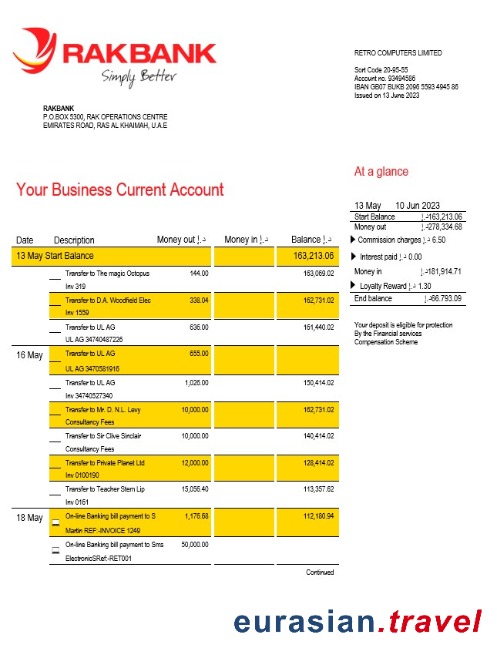 RAKBANK
Simply Better
RETRO COMPUTERS LIMITED
Sort Code 20-95-55
Account no. 93494586
IBAN GB07 BUKB 2096 5593 4945 86
Issued on 13 June 2023
RAKBANK
P.O.BOX 5300, RAK OPERATIONS CENTRE
EMIRATES ROAD, RAS AL KHAIMAH, U.A.E
At a glance
Your Business Current Account
13 May 10 Jun 2023
Start Balance د.إ163,213.06
Money out د.إ278,334.68
Commission charges د.إ 6.50
Interest paid د.إ 0.00
Money in د.إ181,914.71
Loyalty Reward د.إ 1.30
End balance د.إ66.793.09
Your deposit is eligible for protection
By the Financial services
Compensation Scheme
Date Description Money out د.إ Money in د.إ Balance د.إ
13 May Start Balance 163,213.06
Transfer to The magic Octopus 144.00 163,069.02
Inv 319
Transfer to D.A. Woodfield Elec 338.04 162,731.02
Inv 1559
Transfer to UL AG 636.00 161,440.02
UL AG 34740487226
16 May Transfer to UL AG 655.00
UL AG 3470581916
Transfer to UL AG 1,026.00 150,414.02
Inv 34740527340
Transfer to Mr. D. N.L. Levy 10,000.00 162,731.02
Consultancy Fees
Transfer to Sir Clive Sinclair 10,000.00 140,414.02
Consultancy Fees
Transfer to Private Planet Ltd 12,000.00 128,414.02
Inv 0100190
Transfer to Teacher Stem Lip 15,056.40 113,357.62
Inv 0161
18 May On-line Banking bill payment to S 1,176.68 112,180.94
Martin REF:-INVOICE 1249
On-line Banking bill payment to Sms 50,000.00
ElectronicSRef:-RET001
Continued
eurasian.travel